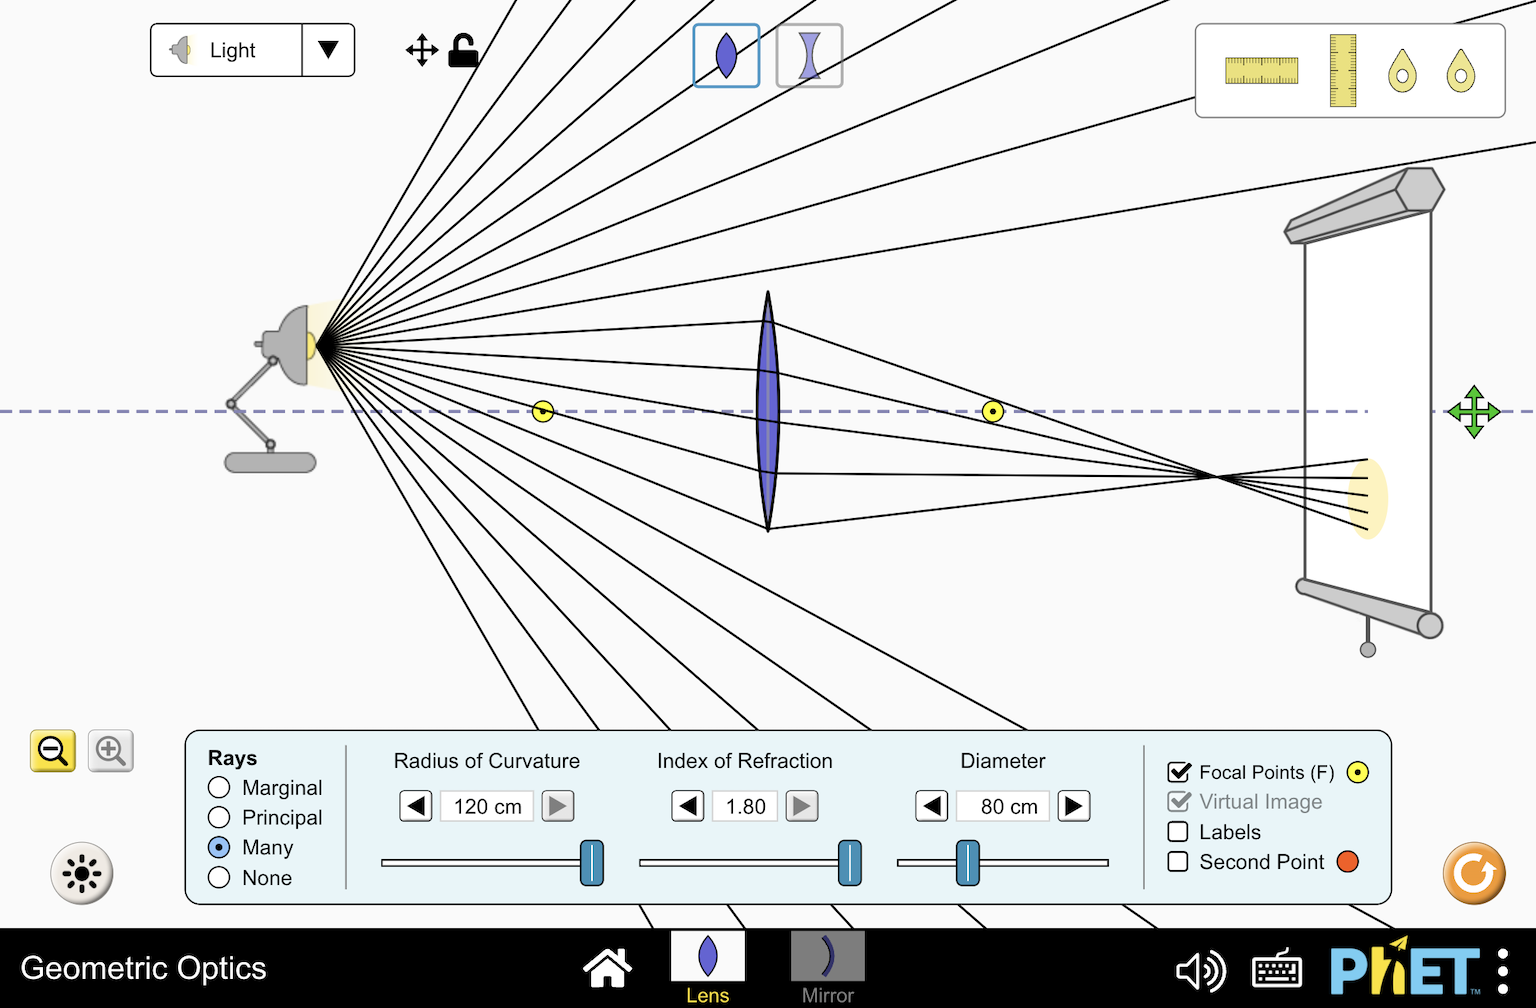 Light
Rays
Marginal
Principal
Many
None
Radius of Curvature
120 cm
Index of Refraction
1.80
Diameter
80 cm
Focal Points (F)
Virtual Image
Labels
Second Point
Geometric Optics
Lens
Mirror
PhET™